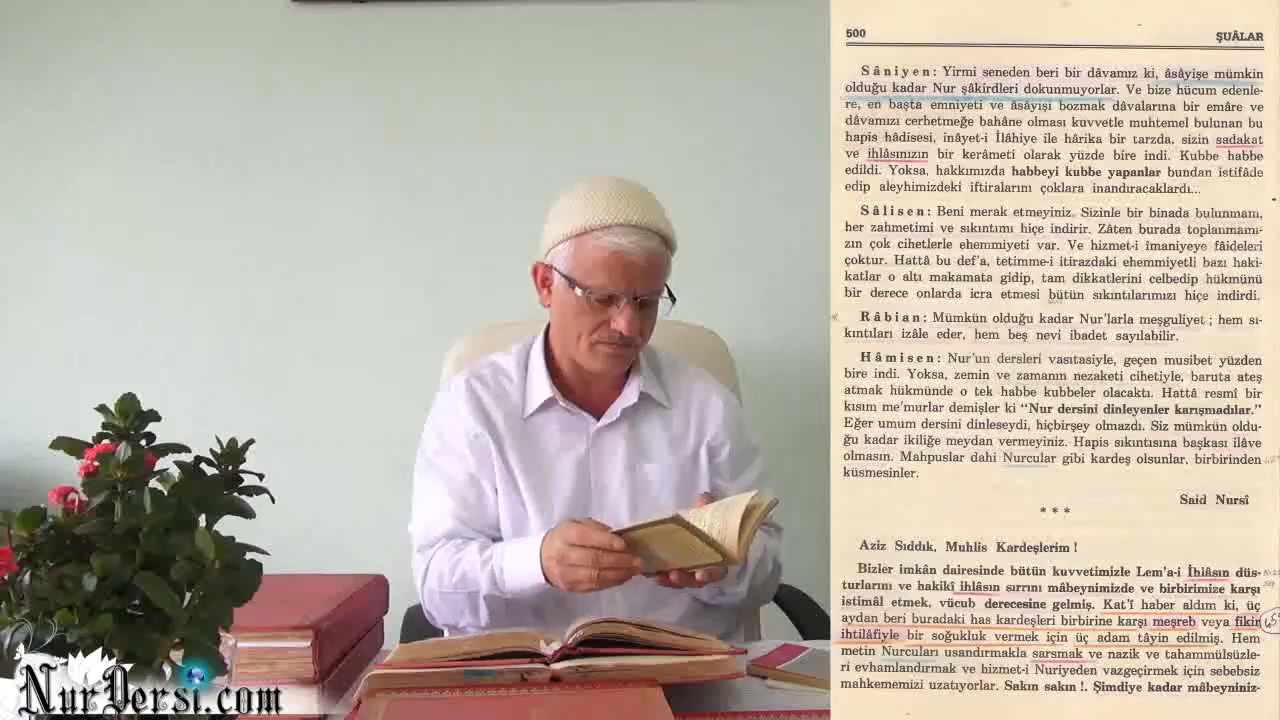 500 ŞUÂLAR
Sâniyen: Yirmi seneden beri bir dâvamız ki, âsâyişe mümkin
olduğu kadar Nur şâkirdleri dokunmuyorlar. Ve bize hücum edenle-
re, en başta emniyeti ve âsâyişi bozmak dâvalarına bir emâre ve
dâvamızı cerhetmeğe bahâne olması kuvvetle muhtemel bulunan bu
hapis hâdisesi, inâyet-i İlâhiye ile hârika bir tarzda, sizin sadakat
ve ihlâsınızın bir kerâmeti olarak yüzde bire indi. Kubbe habbe
edildi. Yoksa, hakkımızda habbeyi kubbe yapanlar bundan istifâde
edip aleyhimizdeki iftiralarını çoklara inandıracaklardı...
Sâlisen: Beni merak etmeyiniz. Sizinle bir binada bulunmam,
her zahmetimi ve sıkıntımı hiçe indirir. Zâten burada toplanmamı-
zın çok cihetlerle ehemmiyeti var. Ve hizmet-i îmaniyeye fâideleri
çoktur. Hattâ bu def'a, tetimme-i itirazdaki ehemmiyetli bazı haki-
katlar o altı makamata gidip, tam dikkatlerini celbedip hükmünü
bir derece onlarda icra etmesi bütün sıkıntılarımızı hiçe indirdi.
Râbian: Mümkün olduğu kadar Nur'larla meşguliyet; hem sı-
kıntıları izâle eder, hem beş nevi ibadet sayılabilir.
Hâmisen: Nur'un dersleri vasıtasiyle, geçen musibet yüzden
bire indi. Yoksa, zemin ve zamanın nezaketi cihetiyle, baruta ateş
atmak hükmünde o tek habbe kubbeler olacaktı. Hattâ resmî bir
kısım me'murlar demişler ki "Nur dersini dinleyenler karışmadılar."
Eğer umum dersini dinleseydi, hiçbirşey olmazdı. Siz mümkün oldu-
ğu kadar ikiliğe meydan vermeyiniz. Hapis sıkıntısına başkası ilâve
olmasın. Mahpuslar dahi Nurcular gibi kardeş olsunlar, birbirinden
küsmesinler.
Said Nursî
* * *
Aziz Sıddık, Muhlis Kardeşlerim!
Bizler imkân dairesinde bütün kuvvetimizle Lem'a-i İhlâsın düs-
turlarını ve hakikî ihlâsın sırrını mâbeynimizde ve birbirimize karşı
istimâl etmek, vücub derecesine gelmiş. Kat'î haber aldım ki, üç
aydan beri buradaki has kardeşleri birbirine karşı meşreb veya fikir
ihtilâfiyle bir soğukluk vermek için üç adam tâyin edilmiş. Hem
metin Nurcuları usandırmakla sarsmak ve nazik ve tahammülsüzle-
ri evhamlandırmak ve hizmet-i Nuriyeden vazgeçirmek için sebebsiz
mahkememizi uzatıyorlar. Sakın sakın!. Şimdiye kadar mâbeyniniz-
NurDersi.com